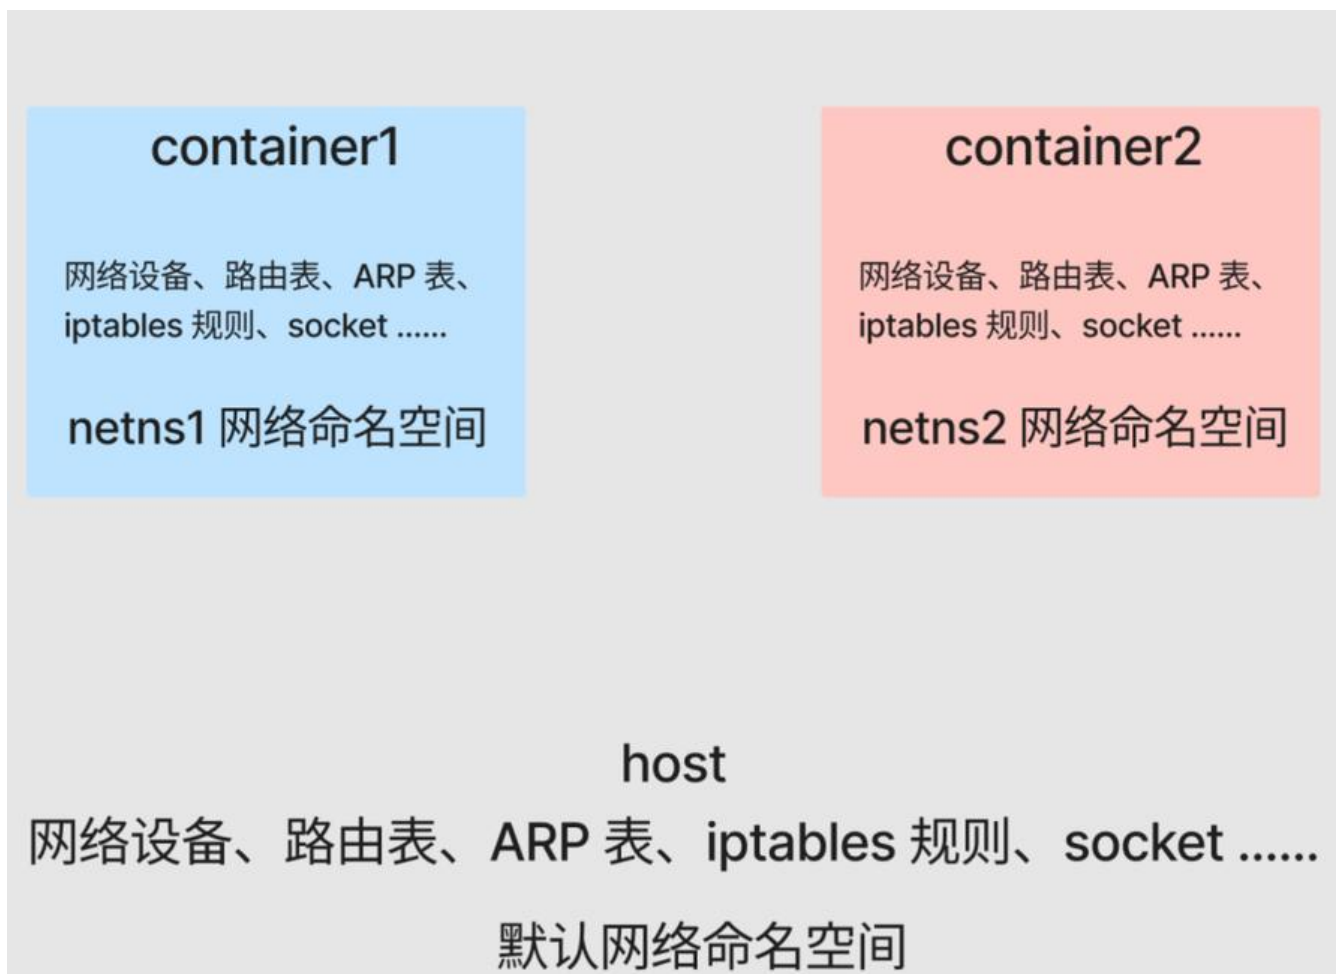 container1
网络设备、路由表、ARP 表、
iptables 规则、socket ......
netns1 网络命名空间
container2
网络设备、路由表、ARP 表、
iptables 规则、socket ......
netns2 网络命名空间
host
网络设备、路由表、ARP 表、iptables 规则、socket ......
默认网络命名空间